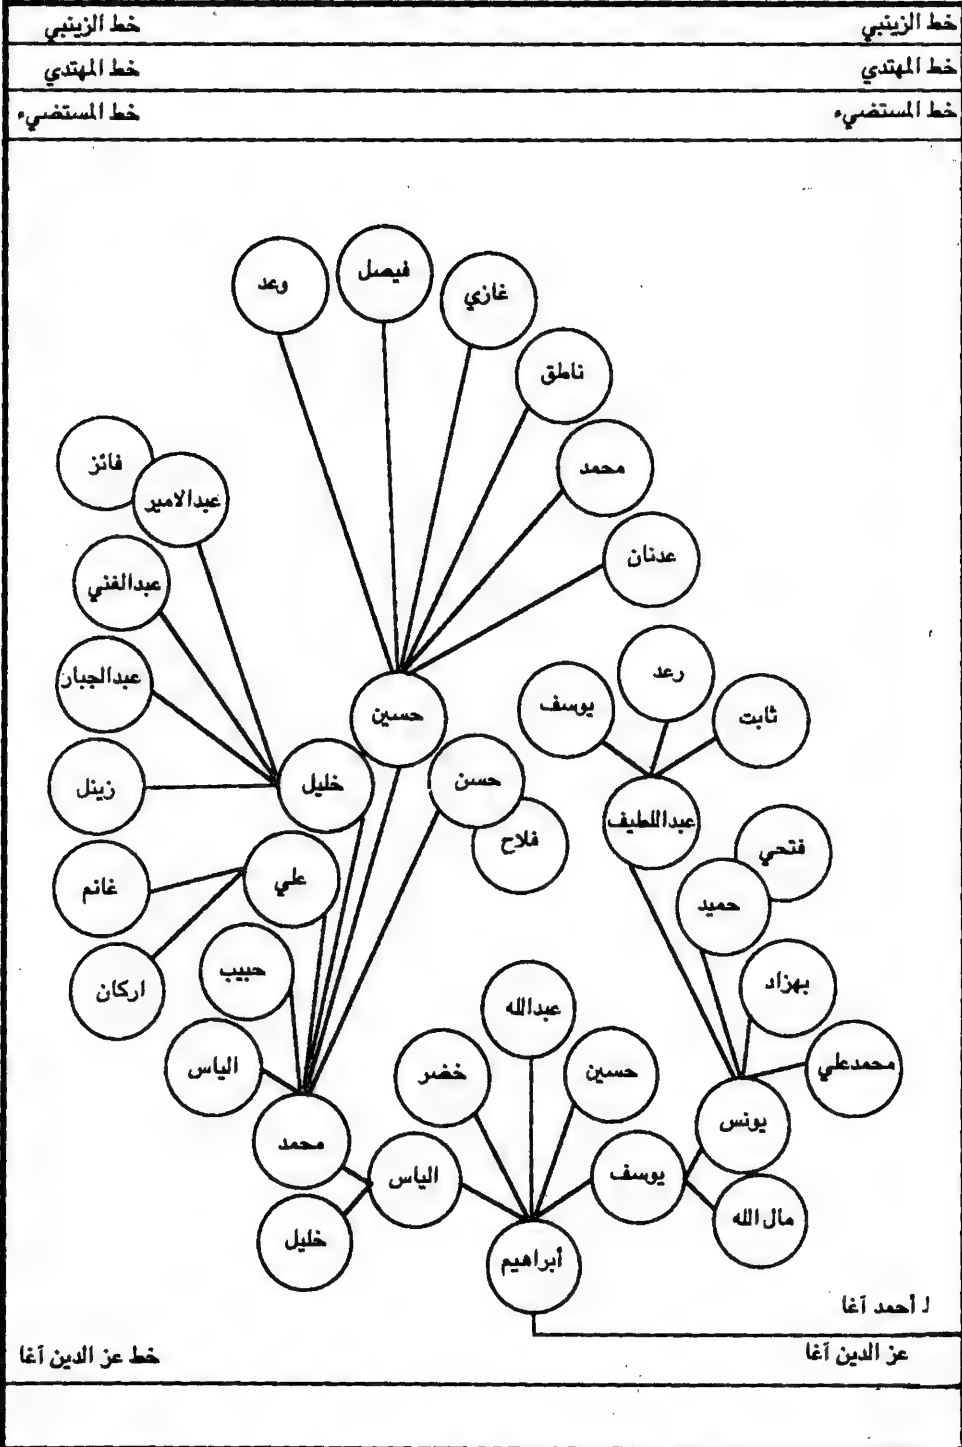 خط الزينبي خط الزينبي
خط المهتدي خط المهتدي
خط المستضيء خط المستضيء
غازي فيصل وعد
ناطق
محمد
فائز
عبدالامير
عدنان
عبدالغني
ثابت رعد يوسف
حسين
عبدالجبار
حسن
خليل
زينل
عبداللطيف
فلاح
فتحي
حميد
علي
غانم
بهزاد
حبيب
اركان
عبدالله
محمدعلي
حسين
خضر
الياس
يونس
محمد
يوسف
الياس
مال الله
خليل
أبراهيم
لـ أحمد آغا
عز الدين آغا خط عز الدين آغا